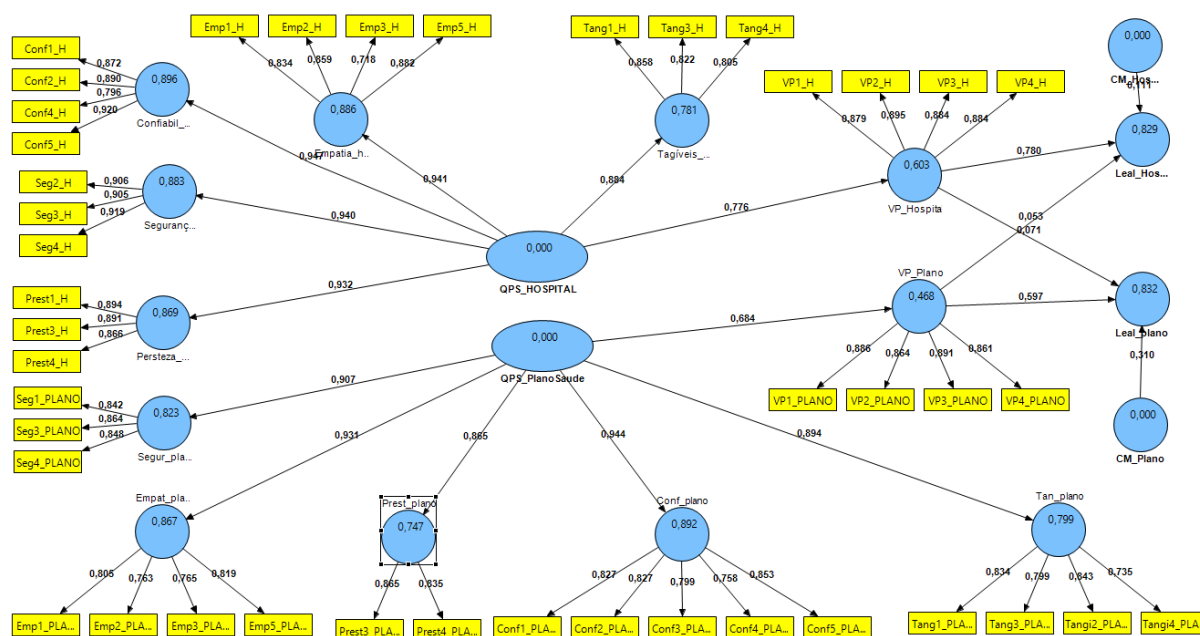 Emp1_H
Emp2_H
Emp3_H
Emp5_H
Tang1_H
Tang3_H
Tang4_H
0,000
CM_Hos...
0,111
Conf1_H
Conf2_H
Conf4_H
Conf5_H
0,872
0,890
0,796
0,920
0,896
Confiabil_...
0,834
0,859
0,718
0,882
0,886
Empatia_h..
0,858
0,822
0,805
0,781
Tagíveis_...
VP1_H
VP2_H
VP3_H
VP4_H
0,879
0,895
0,884
0,884
0,603
VP_Hospita
0,780
0,829
Leal_Hos...
0,947
0,941
0,884
Seg2_H
Seg3_H
Seg4_H
0,906
0,905
0,919
0,883
Seguranç...
0,940
0,776
0,053
0,071
0,000
QPS_HOSPITAL
0,932
Prest1_H
Prest3_H
Prest4_H
0,894
0,891
0,866
0,869
Persteza_...
VP_Plano
0,468
0,597
0,832
Leal_plano
0,310
0,684
0,000
QPS_PlanoSaude
0,886
0,864
0,891
0,861
VP1_PLANO
VP2_PLANO
VP3_PLANO
VP4_PLANO
0,000
CM_Plano
0,907
Seg1_PLANO
Seg3_PLANO
Seg4_PLANO
0,842
0,864
0,848
0,823
Segur_pla...
0,931
0,865
0,944
0,894
Empat_pla..
0,867
Prest_plano
0,747
Conf_plano
0,892
Tan_plano
0,799
0,805
0,763
0,765
0,819
0,865
0,835
0,827
0,827
0,799
0,758
0,853
0,834
0,799
0,843
0,735
Emp1_PLA...
Emp2_PLA...
Emp3_PLA...
Emp5_PLA...
Prest3_PLA...
Prest4_PLA...
Conf1_PLA...
Conf2_PLA...
Conf3_PLA...
Conf4_PLA...
Conf5_PLA...
Tang1_PLA...
Tang3_PLA...
Tangi2_PLA...
Tangi4_PLA...